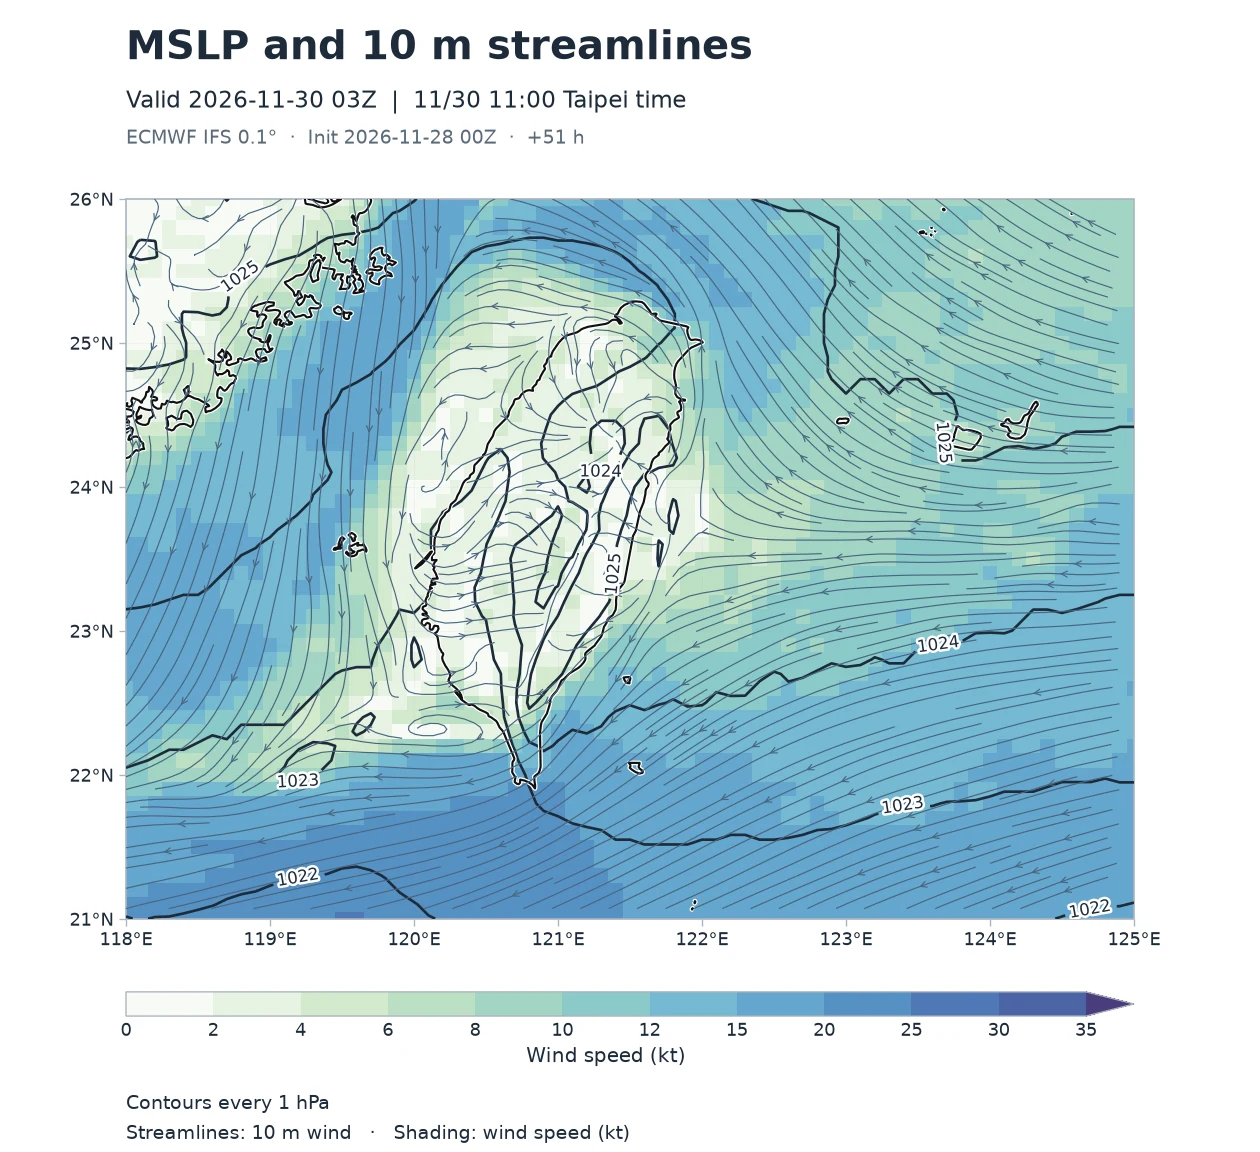 MSLP and 10 m streamlines
Valid 2026-11-30 03Z | 11/30 11:00 Taipei time
ECMWF IFS 0.1° · Init 2026-11-28 00Z · +51 h
26°N
1025
25°N
1025
1024
24°N
1025
23°N
1024
22°N
1023
1023
1022
1022
21°N
118°E 119°E 120°E 121°E 122°E 123°E 124°E 125°E
0 2 4 6 8 10 12 15 20 25 30 35
Wind speed (kt)
Contours every 1 hPa
Streamlines: 10 m wind · Shading: wind speed (kt)